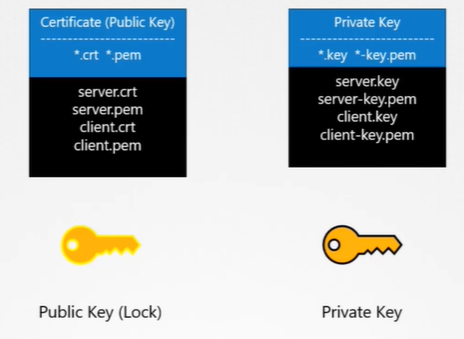 Certificate (Public Key)
------------------------
*.crt *.pem
server.crt
server.pem
client.crt
client.pem
Private Key
------------------------
*.key *-key.pem
server.key
server-key.pem
client.key
client-key.pem
Public Key (Lock)
Private Key